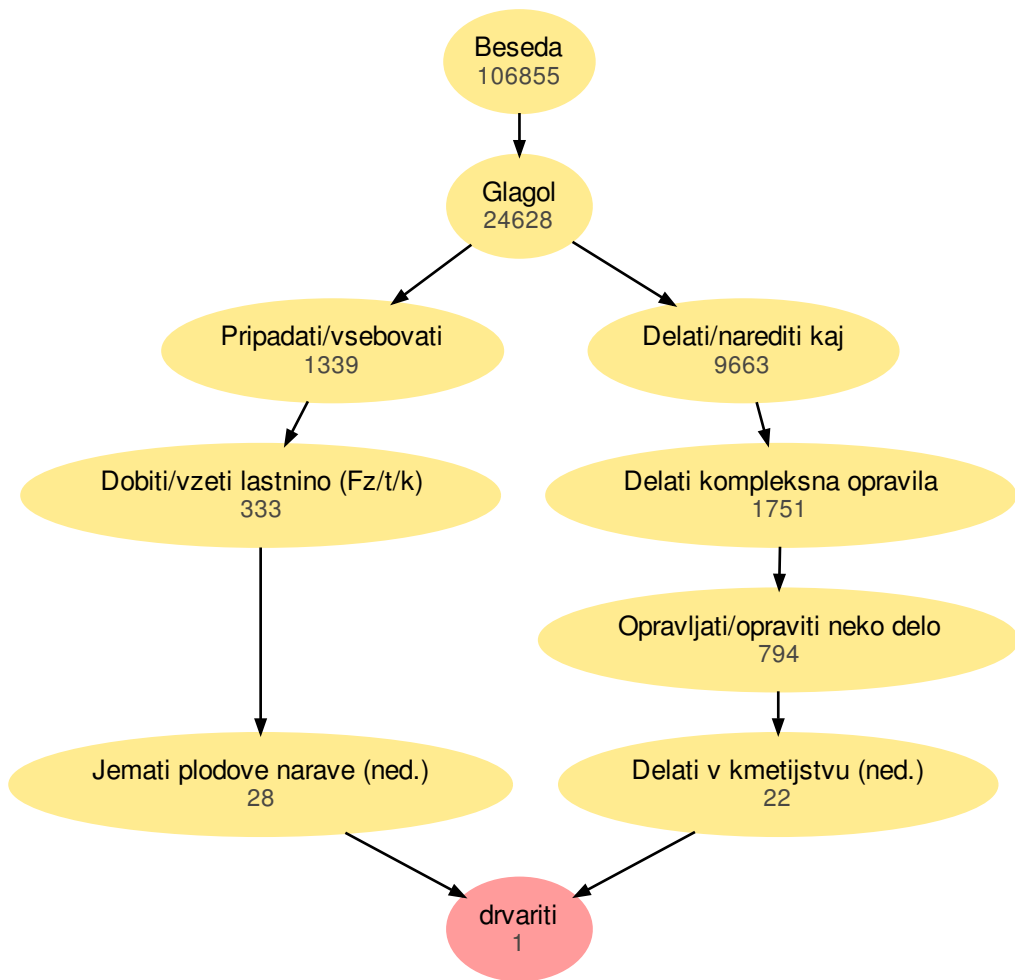 Beseda
106855
Glagol
24628
Pripadati/vsebovati
1339
Delati/narediti kaj
9663
Dobiti/vzeti lastnino (Fz/t/k)
333
Delati kompleksna opravila
1751
Opravljati/opraviti neko delo
794
Jemati plodove narave (ned.)
28
Delati v kmetijstvu (ned.)
22
drvariti
1